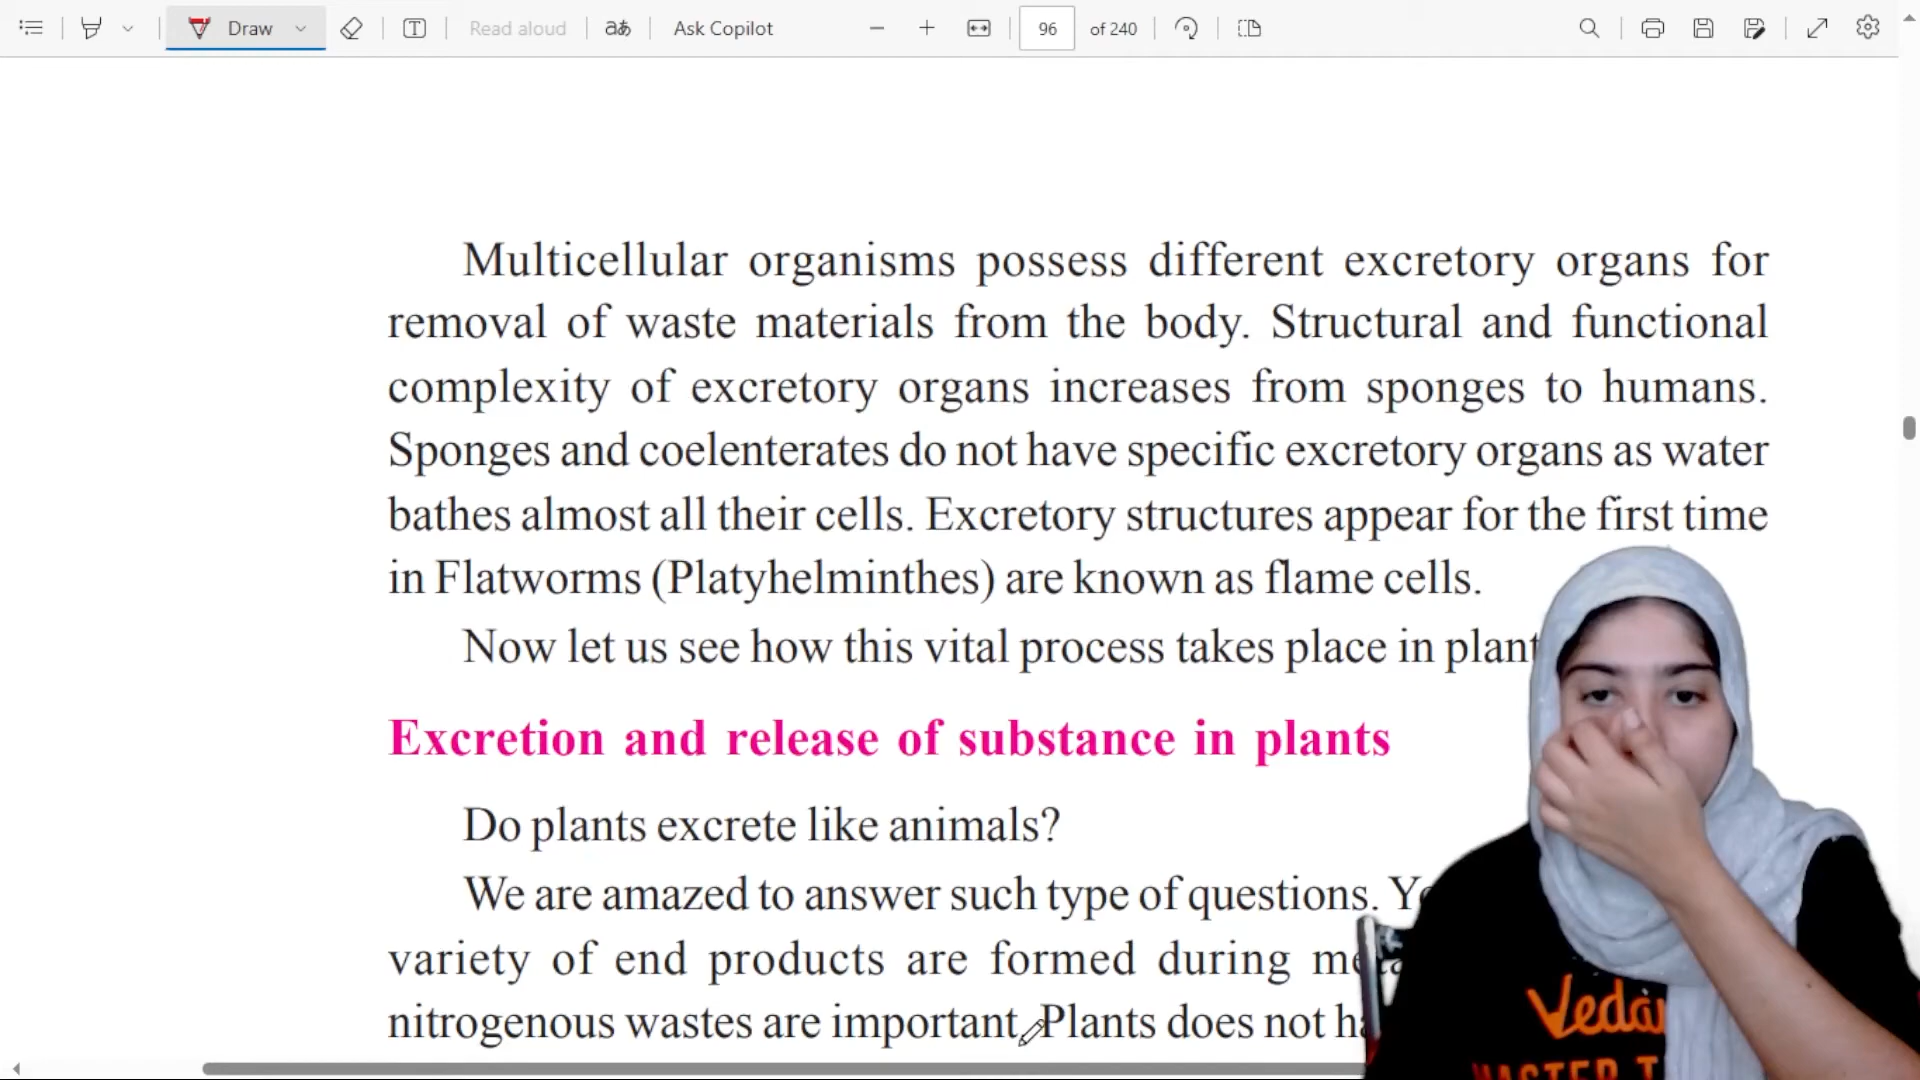 Draw
Read aloud
aあ
Ask Copilot
96
of 240
Multicellular organisms possess different excretory organs for
removal of waste materials from the body. Structural and functional
complexity of excretory organs increases from sponges to humans.
Sponges and coelenterates do not have specific excretory organs as water
bathes almost all their cells. Excretory structures appear for the first time
in Flatworms (Platyhelminthes) are known as flame cells.
Now let us see how this vital process takes place in plant
Excretion and release of substance in plants
Do plants excrete like animals?
We are amazed to answer such type of questions.
variety of end products are formed during
nitrogenous wastes are important. Plants does not
MASTER